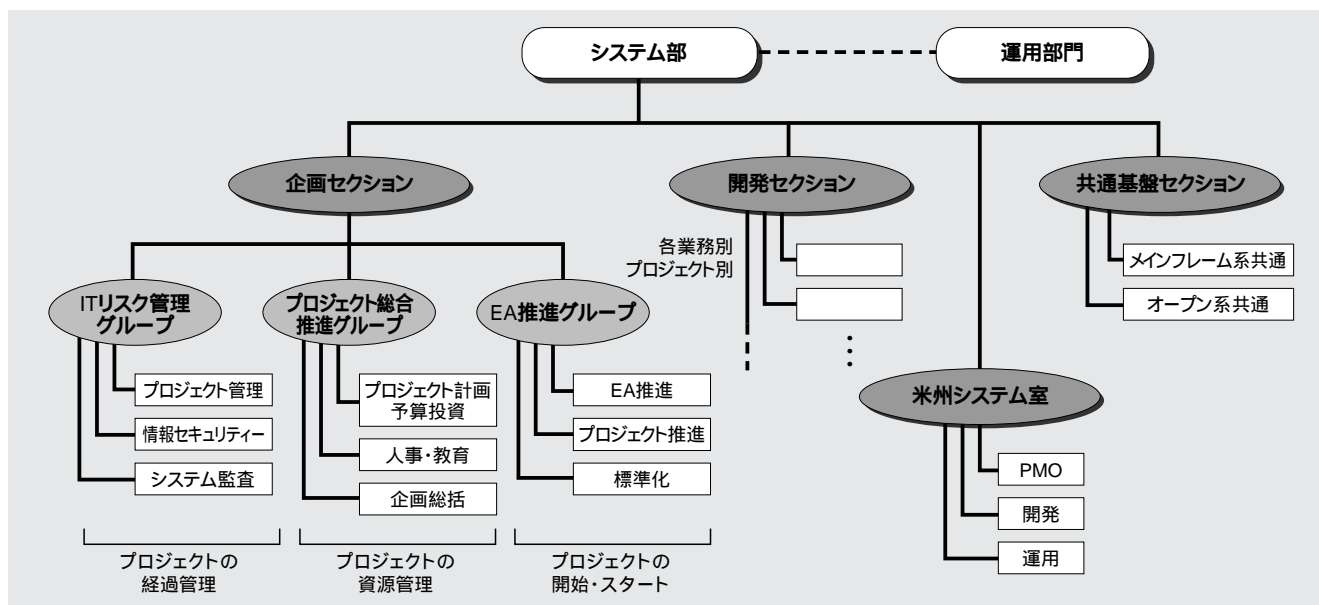 システム部
運用部門
企画セクション
開発セクション
共通基盤セクション
各業務別
プロジェクト別
メインフレーム系共通
オープン系共通
ITリスク管理
グループ
プロジェクト総合
推進グループ
EA推進グループ
プロジェクト管理
情報セキュリティー
システム監査
プロジェクト計画
予算投資
人事・教育
企画総括
EA推進
プロジェクト推進
標準化
米州システム室
PMO
開発
運用
プロジェクトの
経過管理
プロジェクトの
資源管理
プロジェクトの
開始・スタート